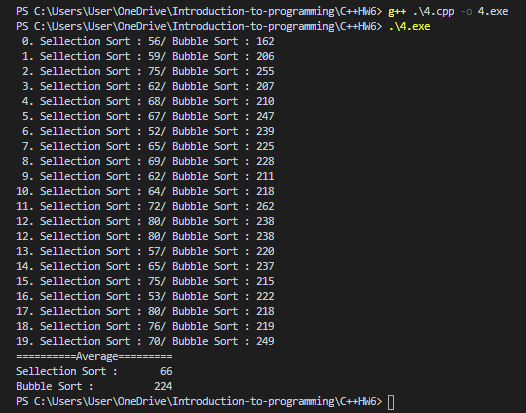 PS C:\Users\User\OneDrive\Introduction-to-programming\C++HW6> g++ .\4.cpp -o 4.exe
PS C:\Users\User\OneDrive\Introduction-to-programming\C++HW6> .\4.exe
 0. Sellection Sort : 56/ Bubble Sort : 162
 1. Sellection Sort : 59/ Bubble Sort : 206
 2. Sellection Sort : 75/ Bubble Sort : 255
 3. Sellection Sort : 62/ Bubble Sort : 207
 4. Sellection Sort : 68/ Bubble Sort : 210
 5. Sellection Sort : 67/ Bubble Sort : 247
 6. Sellection Sort : 52/ Bubble Sort : 239
 7. Sellection Sort : 65/ Bubble Sort : 225
 8. Sellection Sort : 69/ Bubble Sort : 228
 9. Sellection Sort : 62/ Bubble Sort : 211
10. Sellection Sort : 64/ Bubble Sort : 218
11. Sellection Sort : 72/ Bubble Sort : 262
12. Sellection Sort : 80/ Bubble Sort : 238
12. Sellection Sort : 80/ Bubble Sort : 238
13. Sellection Sort : 57/ Bubble Sort : 220
14. Sellection Sort : 65/ Bubble Sort : 237
15. Sellection Sort : 75/ Bubble Sort : 215
16. Sellection Sort : 53/ Bubble Sort : 222
17. Sellection Sort : 80/ Bubble Sort : 218
18. Sellection Sort : 76/ Bubble Sort : 219
19. Sellection Sort : 70/ Bubble Sort : 249
==========Average=========
Sellection Sort :       66
Bubble Sort :          224
PS C:\Users\User\OneDrive\Introduction-to-programming\C++HW6>